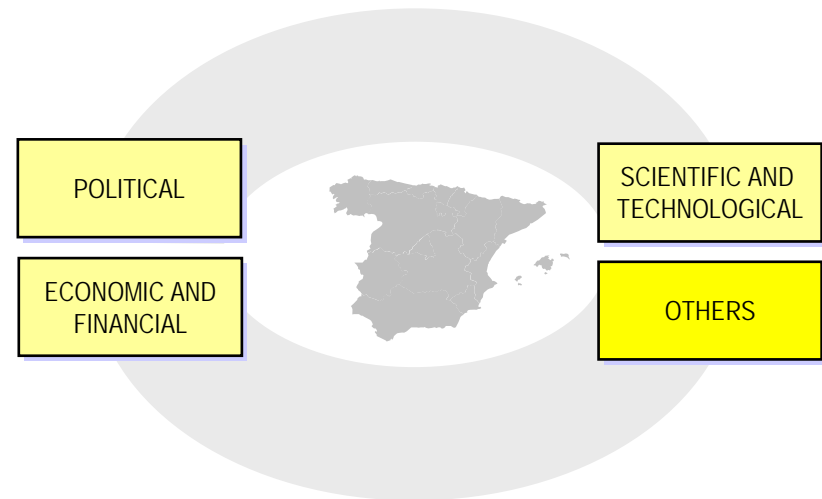 POLITICAL
ECONOMIC AND
FINANCIAL
SCIENTIFIC AND
TECHNOLOGICAL
OTHERS